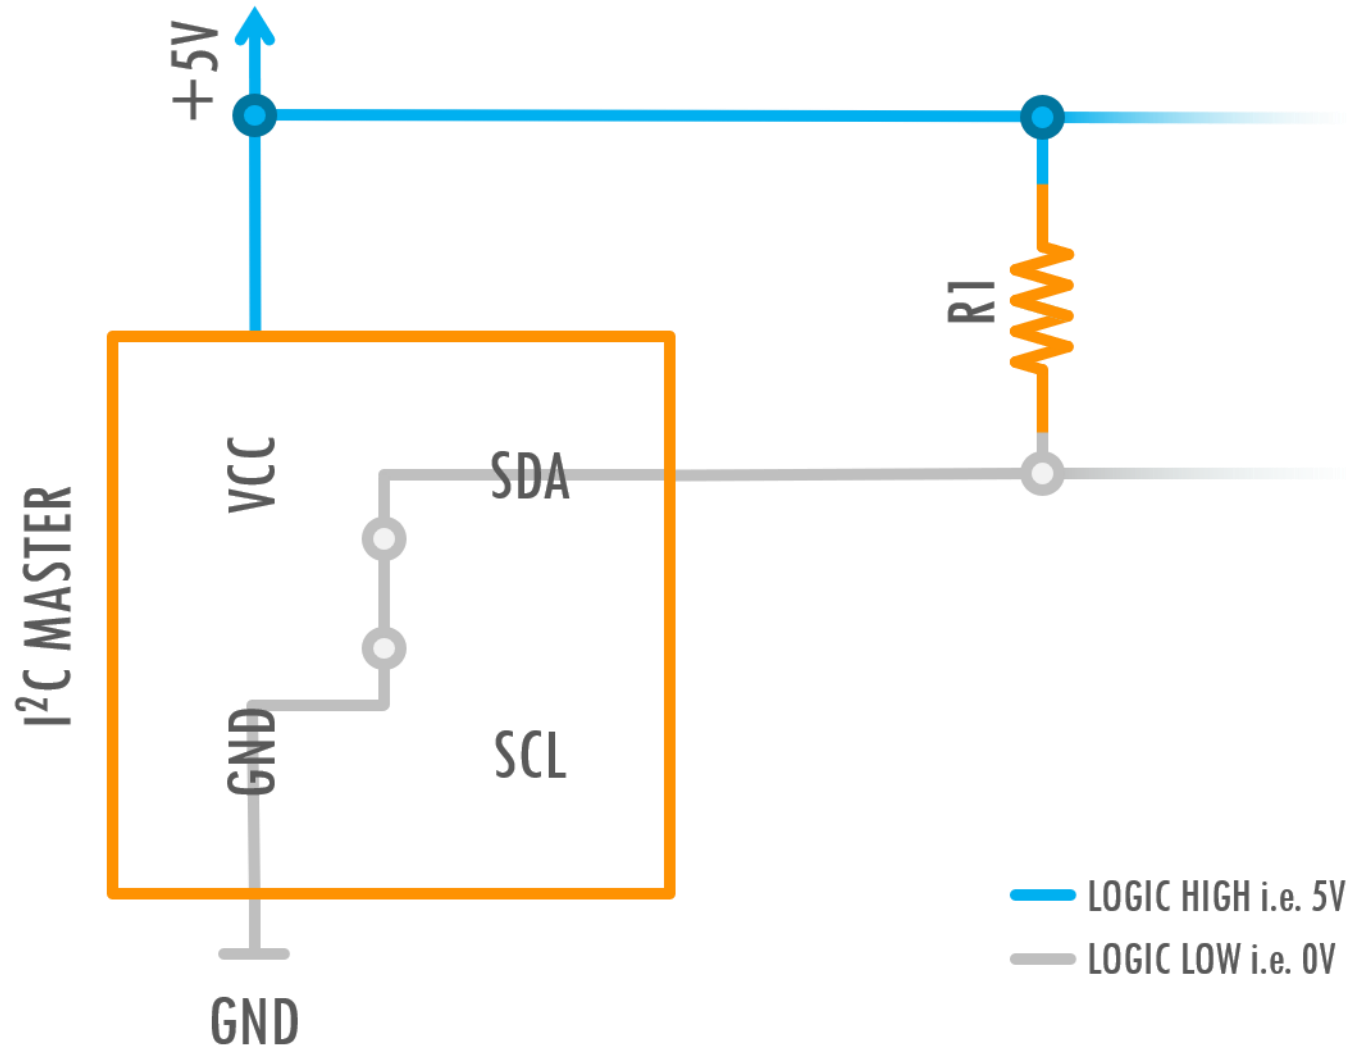 +5V
R1
VCC
SDA
I²C MASTER
GND
SCL
LOGIC HIGH i.e. 5V
LOGIC LOW i.e. 0V
GND